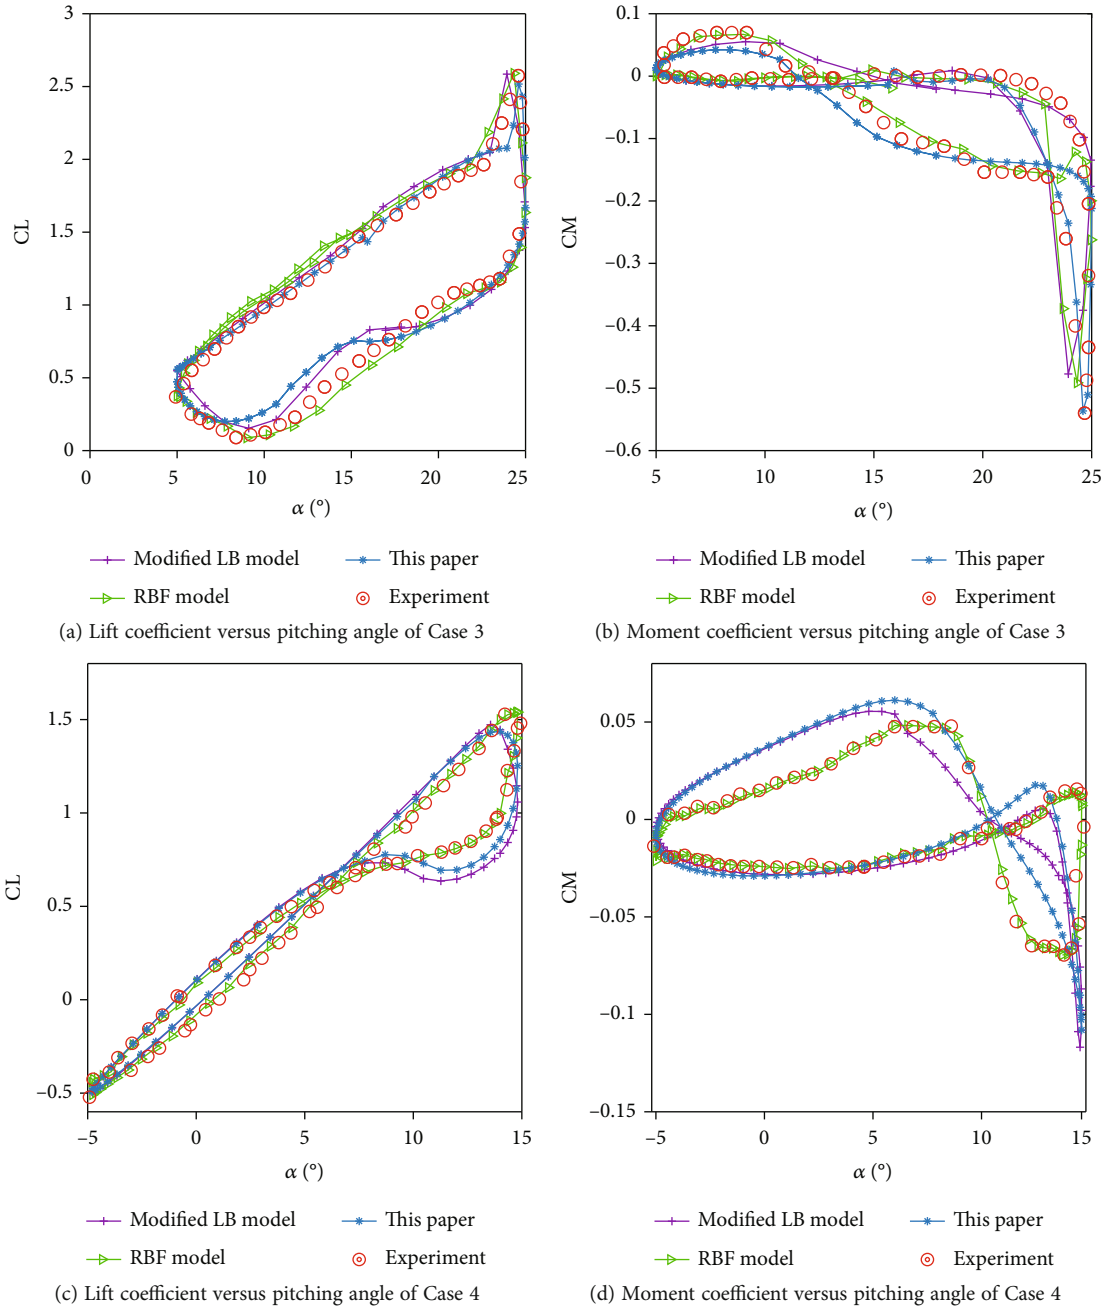 3
2.5
2
1.5
1
0.5
0
CL
0
5
10
15
20
25
α (°)
Modified LB model
This paper
RBF model
Experiment
(a) Lift coefficient versus pitching angle of Case 3
0.1
0
−0.1
−0.2
−0.3
−0.4
−0.5
−0.6
CM
5
10
15
20
25
α (°)
Modified LB model
This paper
RBF model
Experiment
(b) Moment coefficient versus pitching angle of Case 3
1.5
1
0.5
0
−0.5
CL
−5
0
5
10
15
α (°)
Modified LB model
This paper
RBF model
Experiment
(c) Lift coefficient versus pitching angle of Case 4
0.05
0
−0.05
−0.1
−0.15
CM
−5
0
5
10
15
α (°)
Modified LB model
This paper
RBF model
Experiment
(d) Moment coefficient versus pitching angle of Case 4